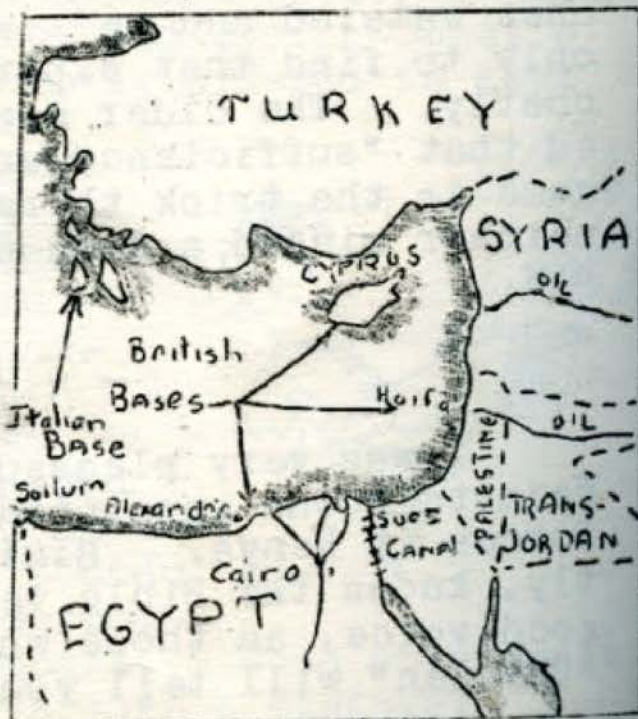 TURKEY
SYRIA
CYPRUS
OIL
British
BASES
Haifa
Italian
BASE
OIL
PALESTINE
Sollum
Alexandria
SUEZ
CANAL
TRANS-
JORDAN
Cairo
EGYPT